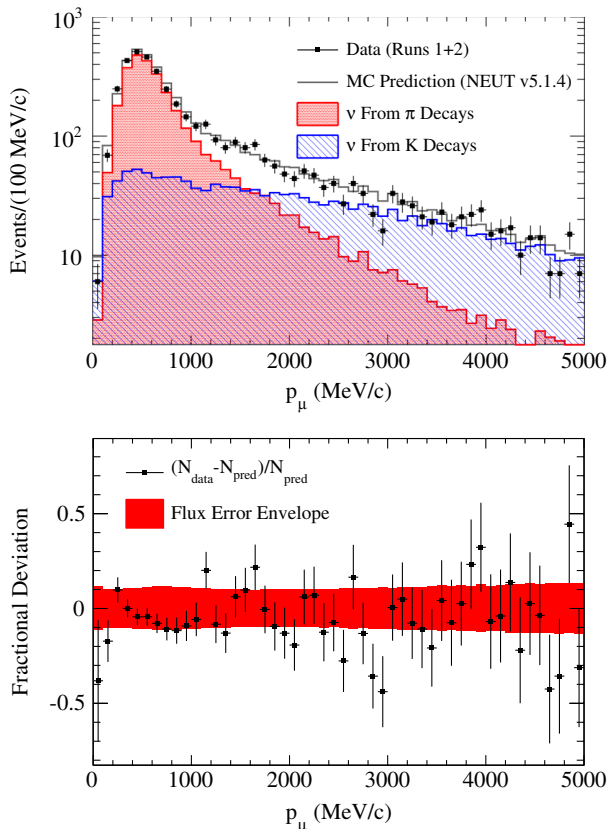 Data (Runs 1+2)
MC Prediction (NEUT v5.1.4)
ν From π Decays
ν From K Decays
Events/(100 MeV/c)
10³
10²
10
0 1000 2000 3000 4000 5000
p_μ (MeV/c)
(N_data-N_pred)/N_pred
Flux Error Envelope
Fractional Deviation
0.5
0
-0.5
0 1000 2000 3000 4000 5000
p_μ (MeV/c)